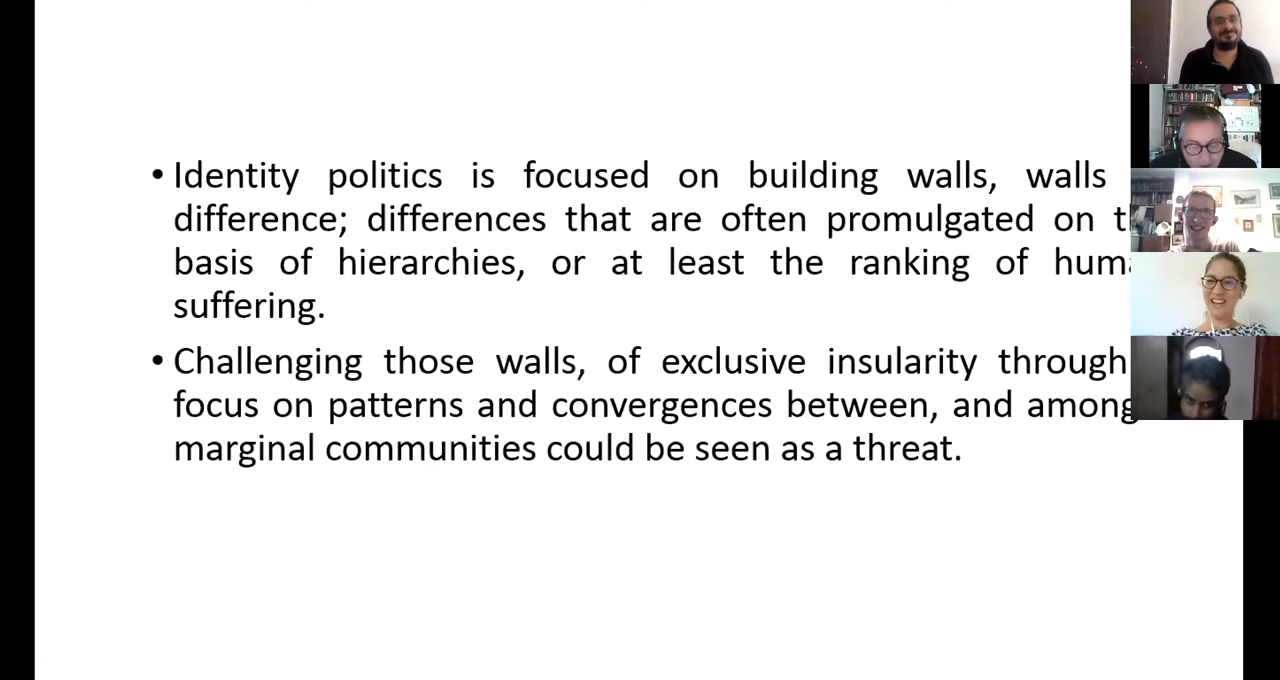 • Identity politics is focused on building walls, walls
difference; differences that are often promulgated on
basis of hierarchies, or at least the ranking of
suffering.
• Challenging those walls, of exclusive insularity through
focus on patterns and convergences between, and among
marginal communities could be seen as a threat.